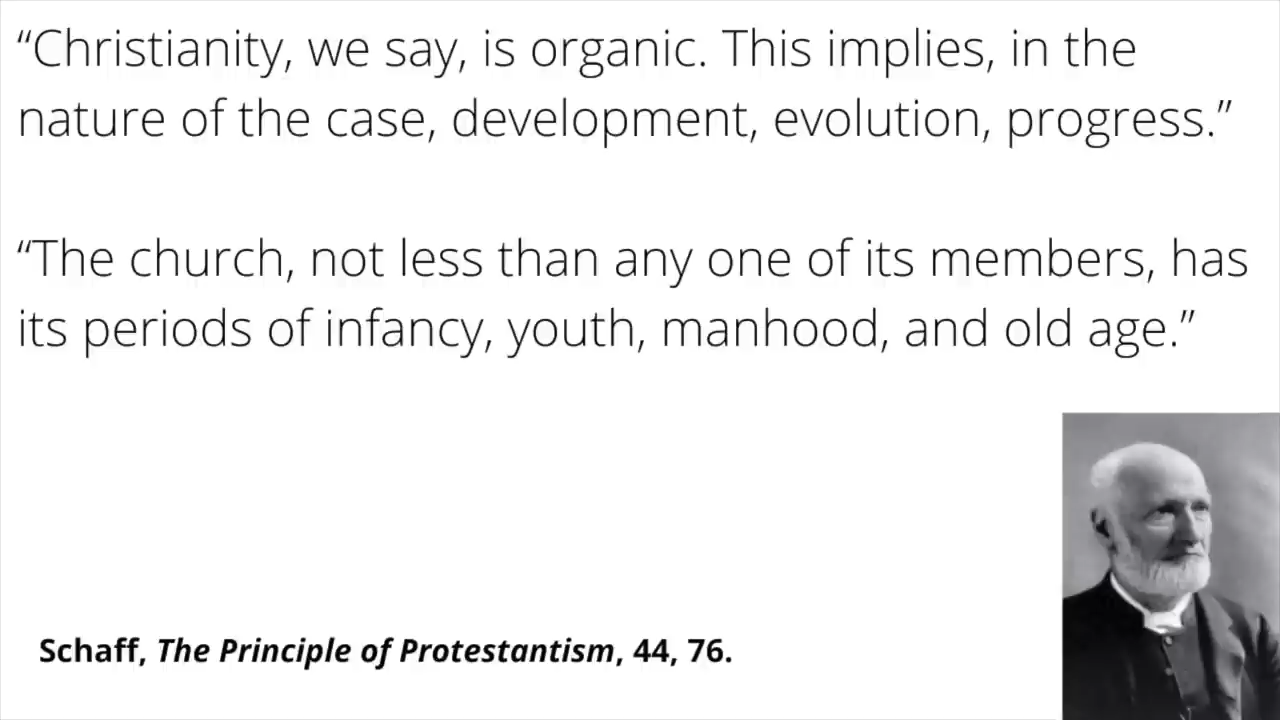 “Christianity, we say, is organic. This implies, in the
nature of the case, development, evolution, progress.”
“The church, not less than any one of its members, has
its periods of infancy, youth, manhood, and old age.”
Schaff, The Principle of Protestantism, 44, 76.